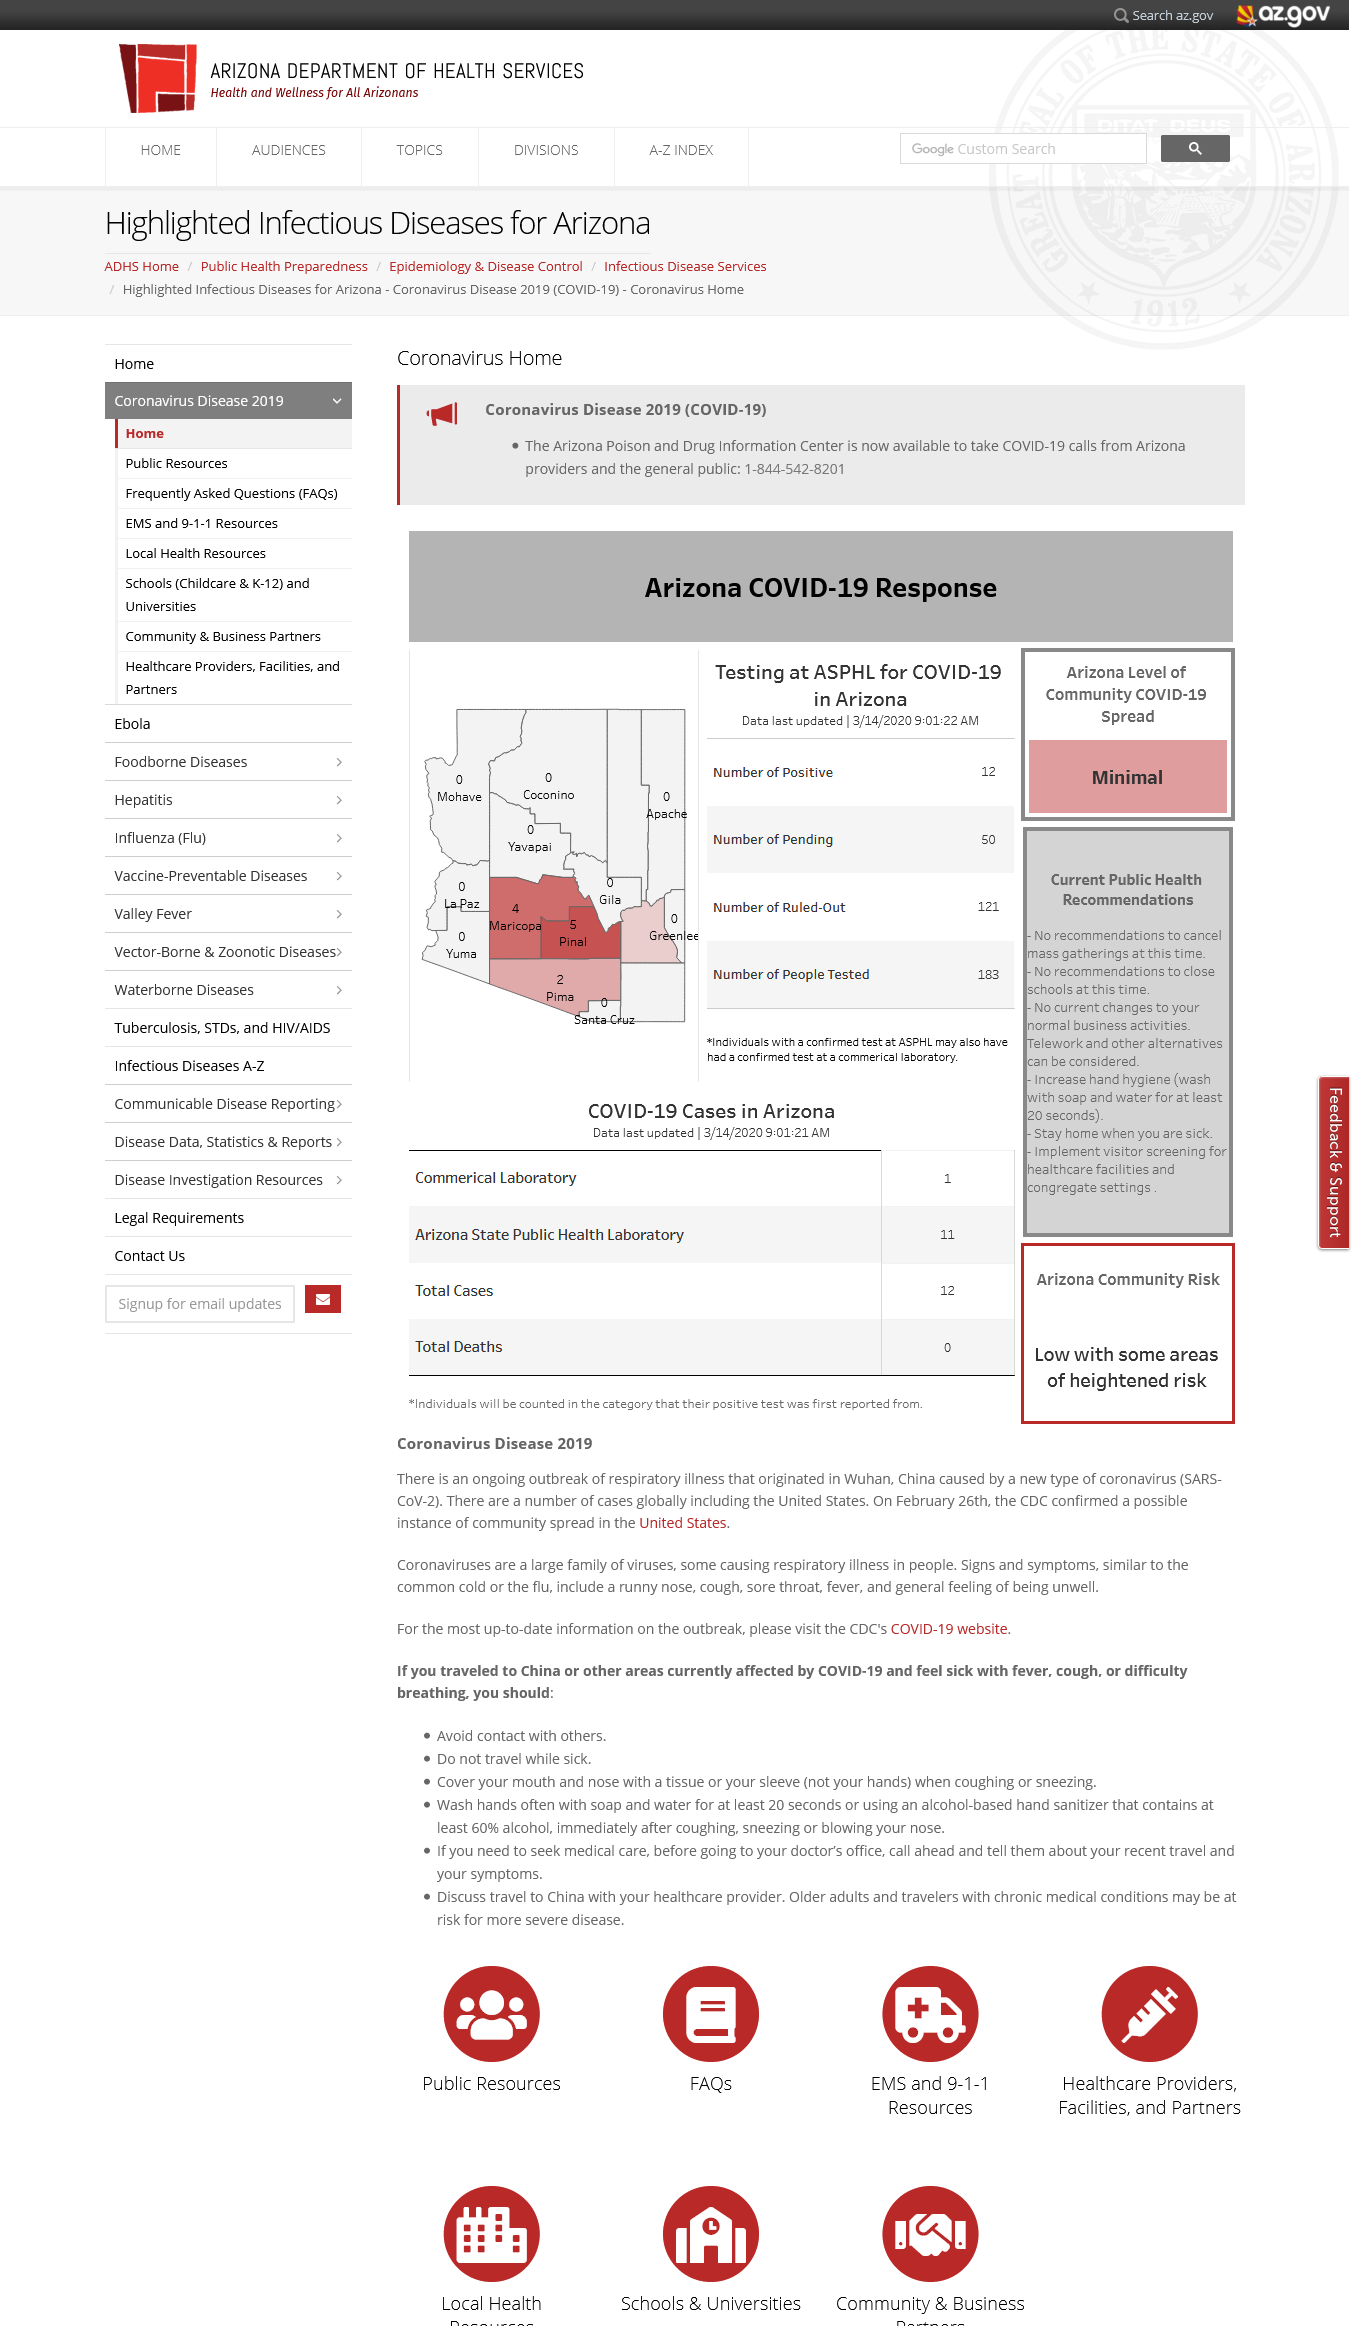 Search az.gov
az.gov
ARIZONA DEPARTMENT OF HEALTH SERVICES
Health and Wellness for All Arizonans
GREAT SEAL OF THE STATE OF ARIZONA
DITAT DEUS
1912
HOME
AUDIENCES
TOPICS
DIVISIONS
A-Z INDEX
Google Custom Search
Highlighted Infectious Diseases for Arizona
ADHS Home / Public Health Preparedness / Epidemiology & Disease Control / Infectious Disease Services
/ Highlighted Infectious Diseases for Arizona - Coronavirus Disease 2019 (COVID-19) - Coronavirus Home
Home
Coronavirus Disease 2019
Home
Public Resources
Frequently Asked Questions (FAQs)
EMS and 9-1-1 Resources
Local Health Resources
Schools (Childcare & K-12) and
Universities
Community & Business Partners
Healthcare Providers, Facilities, and
Partners
Ebola
Foodborne Diseases
Hepatitis
Influenza (Flu)
Vaccine-Preventable Diseases
Valley Fever
Vector-Borne & Zoonotic Diseases
Waterborne Diseases
Tuberculosis, STDs, and HIV/AIDS
Infectious Diseases A-Z
Communicable Disease Reporting
Disease Data, Statistics & Reports
Disease Investigation Resources
Legal Requirements
Contact Us
Signup for email updates
Coronavirus Home
Coronavirus Disease 2019 (COVID-19)
• The Arizona Poison and Drug Information Center is now available to take COVID-19 calls from Arizona
providers and the general public: 1-844-542-8201
Arizona COVID-19 Response
0
Mohave
0
Coconino
0
Apache
0
Yavapai
0
La Paz
0
Gila
4
Maricopa
5
Pinal
0
Greenlee
0
Yuma
2
Pima
0
Santa Cruz
Testing at ASPHL for COVID-19
in Arizona
Data last updated | 3/14/2020 9:01:22 AM
Number of Positive 12
Number of Pending 50
Number of Ruled-Out 121
Number of People Tested 183
*Individuals with a confirmed test at ASPHL may also have
had a confirmed test at a commerical laboratory.
COVID-19 Cases in Arizona
Data last updated | 3/14/2020 9:01:21 AM
Commerical Laboratory 1
Arizona State Public Health Laboratory 11
Total Cases 12
Total Deaths 0
*Individuals will be counted in the category that their positive test was first reported from.
Arizona Level of
Community COVID-19
Spread
Minimal
Current Public Health
Recommendations
- No recommendations to cancel
mass gatherings at this time.
- No recommendations to close
schools at this time.
- No current changes to your
normal business activities.
Telework and other alternatives
can be considered.
- Increase hand hygiene (wash
with soap and water for at least
20 seconds).
- Stay home when you are sick.
- Implement visitor screening for
healthcare facilities and
congregate settings .
Arizona Community Risk
Low with some areas
of heightened risk
Feedback & Support
Coronavirus Disease 2019
There is an ongoing outbreak of respiratory illness that originated in Wuhan, China caused by a new type of coronavirus (SARS-
CoV-2). There are a number of cases globally including the United States. On February 26th, the CDC confirmed a possible
instance of community spread in the United States.
Coronaviruses are a large family of viruses, some causing respiratory illness in people. Signs and symptoms, similar to the
common cold or the flu, include a runny nose, cough, sore throat, fever, and general feeling of being unwell.
For the most up-to-date information on the outbreak, please visit the CDC's COVID-19 website.
If you traveled to China or other areas currently affected by COVID-19 and feel sick with fever, cough, or difficulty
breathing, you should:
• Avoid contact with others.
• Do not travel while sick.
• Cover your mouth and nose with a tissue or your sleeve (not your hands) when coughing or sneezing.
• Wash hands often with soap and water for at least 20 seconds or using an alcohol-based hand sanitizer that contains at
least 60% alcohol, immediately after coughing, sneezing or blowing your nose.
• If you need to seek medical care, before going to your doctor’s office, call ahead and tell them about your recent travel and
your symptoms.
• Discuss travel to China with your healthcare provider. Older adults and travelers with chronic medical conditions may be at
risk for more severe disease.
Public Resources
FAQs
EMS and 9-1-1
Resources
Healthcare Providers,
Facilities, and Partners
Local Health
Resources
Schools & Universities
Community & Business
Partners